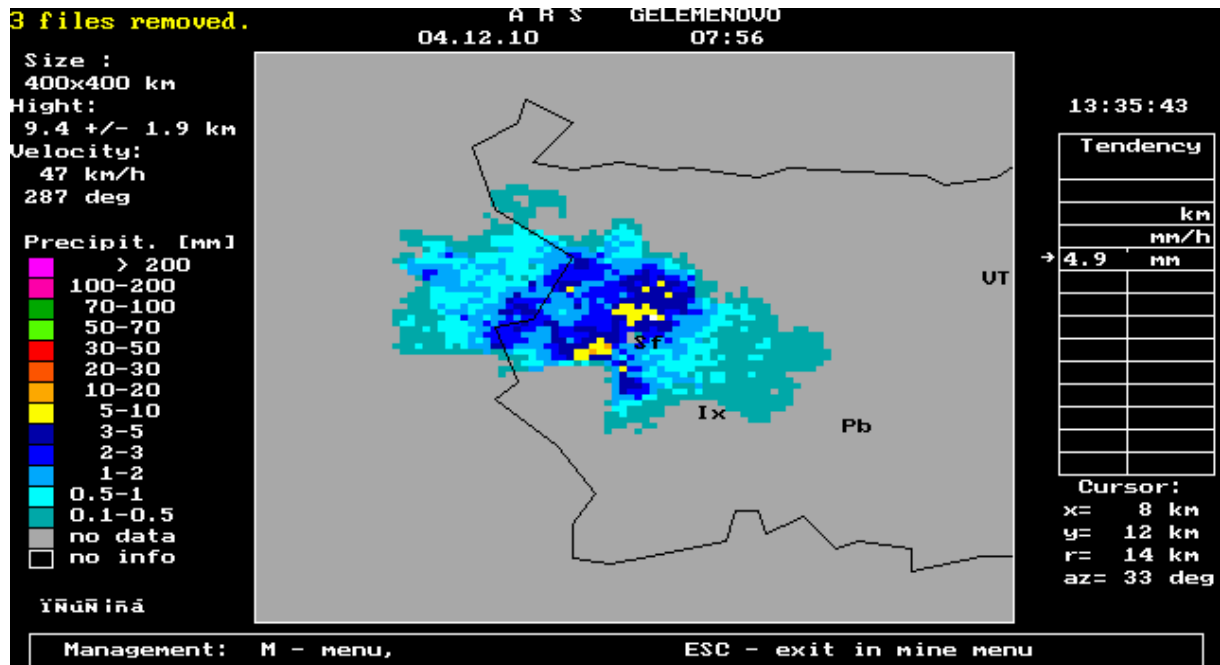 3 files removed.
A R S GELEMENOVO
04.12.10 07:56
Size :
400x400 km
Hight:
9.4 +/- 1.9 km
Velocity:
47 km/h
287 deg
Precipit. [mm]
> 200
100-200
70-100
50-70
30-50
20-30
10-20
5-10
3-5
2-3
1-2
0.5-1
0.1-0.5
no data
no info
VT
Sf
Ix
Pb
13:35:43
Tendency
km
mm/h
→ 4.9 mm
Cursor:
x= 8 km
y= 12 km
r= 14 km
az= 33 deg
Management: M - menu, ESC - exit in mine menu